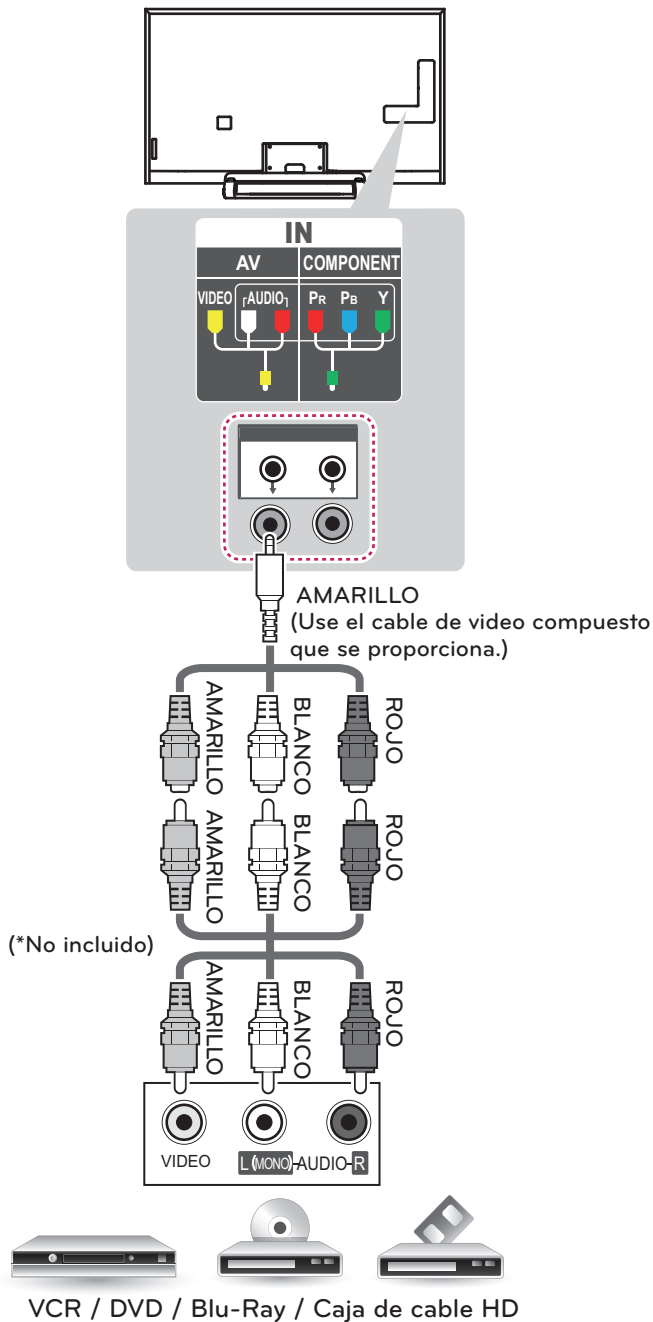 IN
AV COMPONENT
VIDEO AUDIO PR PB Y
AMARILLO
(Use el cable de video compuesto
que se proporciona.)
AMARILLO BLANCO ROJO
AMARILLO BLANCO ROJO
(*No incluido)
AMARILLO BLANCO ROJO
VIDEO L (MONO)-AUDIO-R
VCR / DVD / Blu-Ray / Caja de cable HD